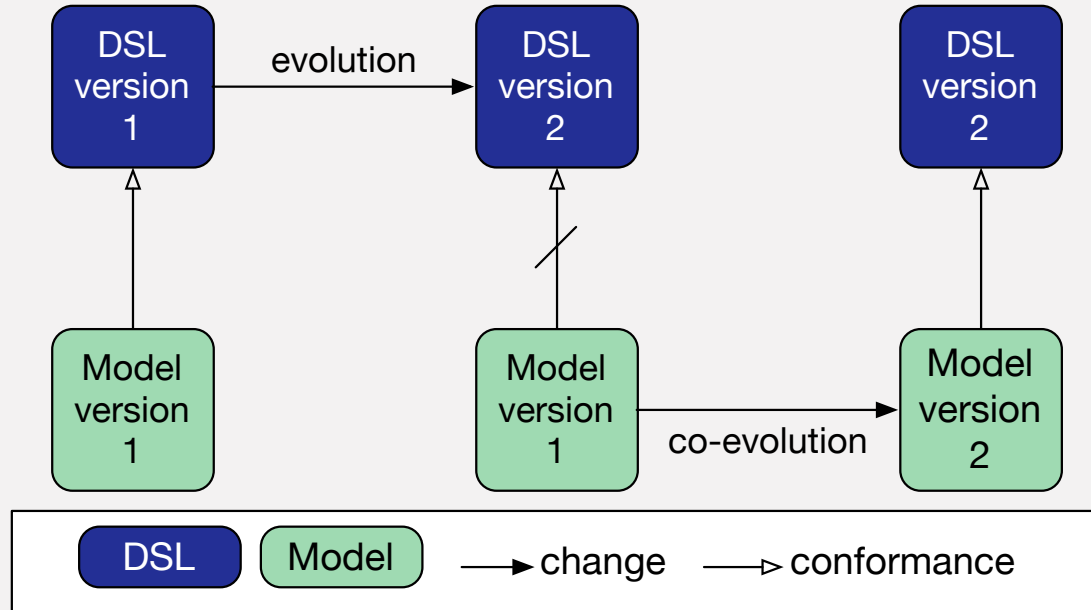 DSL
version
1
evolution
DSL
version
2
DSL
version
2
Model
version
1
Model
version
1
co-evolution
Model
version
2
DSL
Model
change
conformance